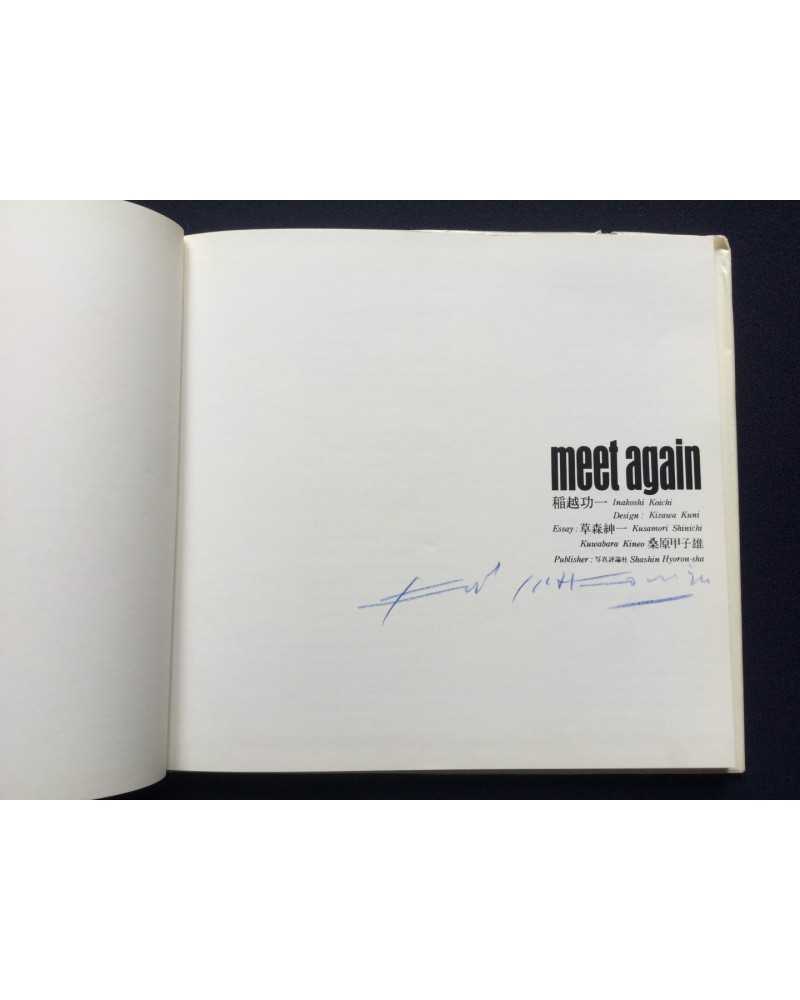 meet again
稲越功一 Inakoshi Koichi
Design: Kizawa Kuni
Essay: 草森紳一 Kusamori Shinichi
Kuwabara Kineo 桑原甲子雄
Publisher: 写真評論社 Shashin Hyoron-sha